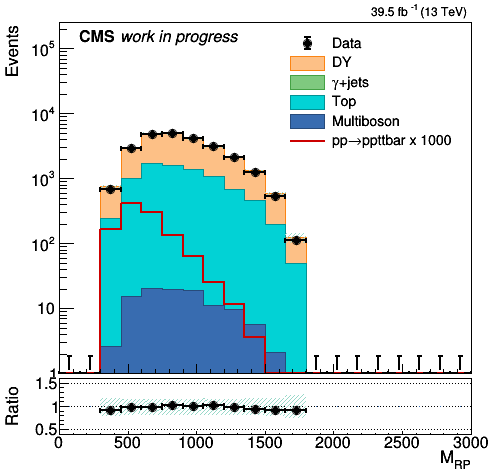 39.5 fb⁻¹ (13 TeV)
CMS work in progress
Events
10⁵
10⁴
10³
10²
10
1
Data
DY
γ+jets
Top
Multiboson
pp→ppttbar x 1000
Ratio
1.5
1
0.5
0 500 1000 1500 2000 2500 3000
M_RP